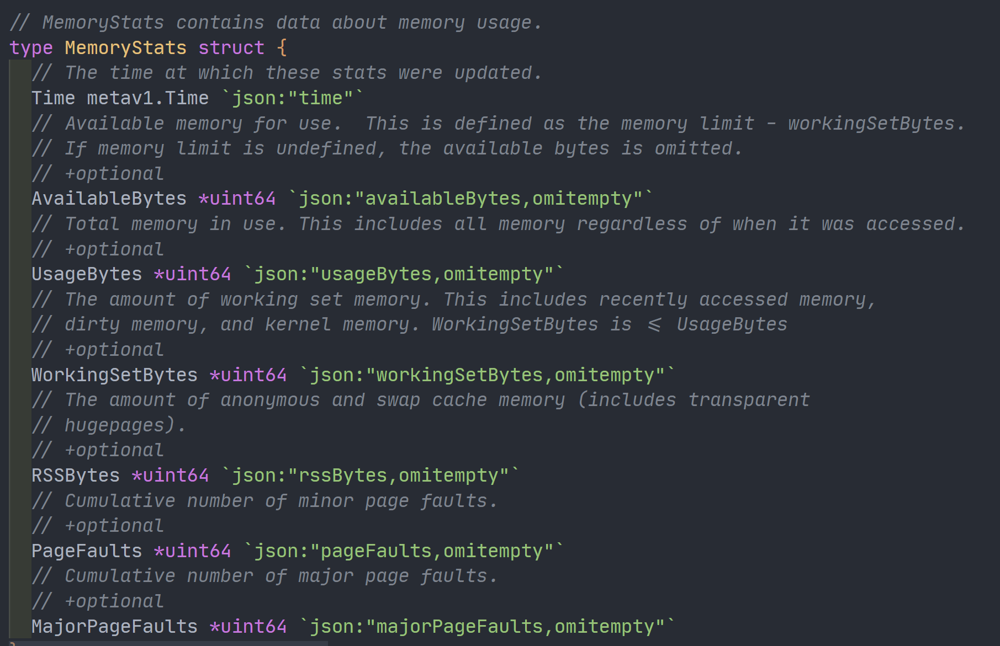 // MemoryStats contains data about memory usage.
type MemoryStats struct {
// The time at which these stats were updated.
Time metav1.Time `json:"time"`
// Available memory for use.  This is defined as the memory limit - workingSetBytes.
// If memory limit is undefined, the available bytes is omitted.
// +optional
AvailableBytes *uint64 `json:"availableBytes,omitempty"`
// Total memory in use. This includes all memory regardless of when it was accessed.
// +optional
UsageBytes *uint64 `json:"usageBytes,omitempty"`
// The amount of working set memory. This includes recently accessed memory,
// dirty memory, and kernel memory. WorkingSetBytes is <= UsageBytes
// +optional
WorkingSetBytes *uint64 `json:"workingSetBytes,omitempty"`
// The amount of anonymous and swap cache memory (includes transparent
// hugepages).
// +optional
RSSBytes *uint64 `json:"rssBytes,omitempty"`
// Cumulative number of minor page faults.
// +optional
PageFaults *uint64 `json:"pageFaults,omitempty"`
// Cumulative number of major page faults.
// +optional
MajorPageFaults *uint64 `json:"majorPageFaults,omitempty"`
}